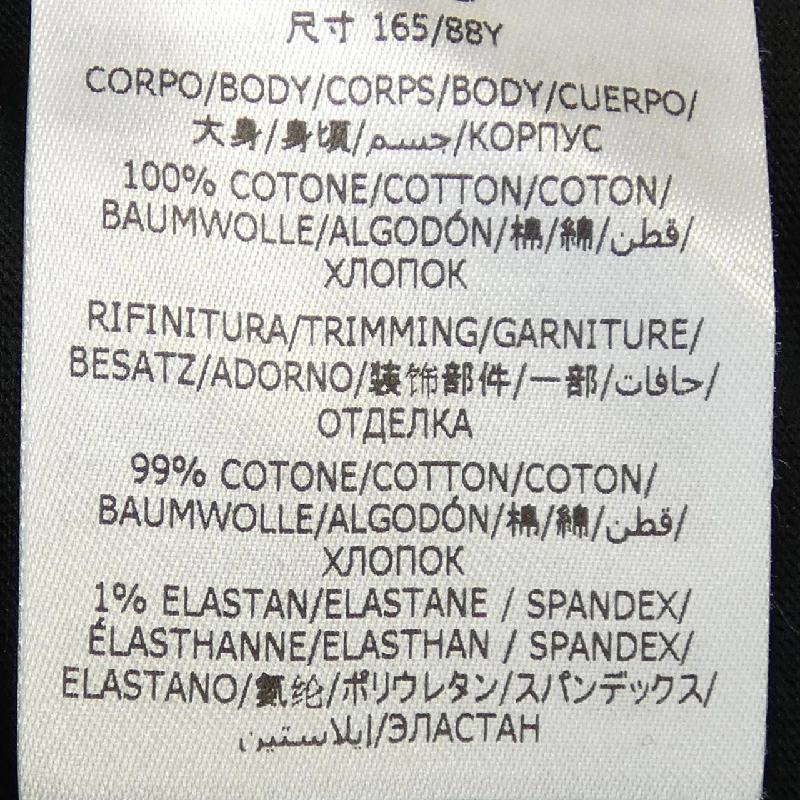 尺寸 165/88Y
CORPO/BODY/CORPS/BODY/CUERPO/
大身/身頃/جسم/КОРПУС
100% COTONE/COTTON/COTON/
BAUMWOLLE/ALGODÓN/棉/綿/قطن/
ХЛОПОК
RIFINITURA/TRIMMING/GARNITURE/
BESATZ/ADORNO/装饰部件/一部/حافات/
ОТДЕЛКА
99% COTONE/COTTON/COTON/
BAUMWOLLE/ALGODÓN/棉/綿/قطن/
ХЛОПОК
1% ELASTAN/ELASTANE / SPANDEX/
ÉLASTHANNE/ELASTHAN / SPANDEX/
ELASTANO/氨纶/ポリウレタン/スパンデックス/
إيلاستين/ЭЛАСТАН